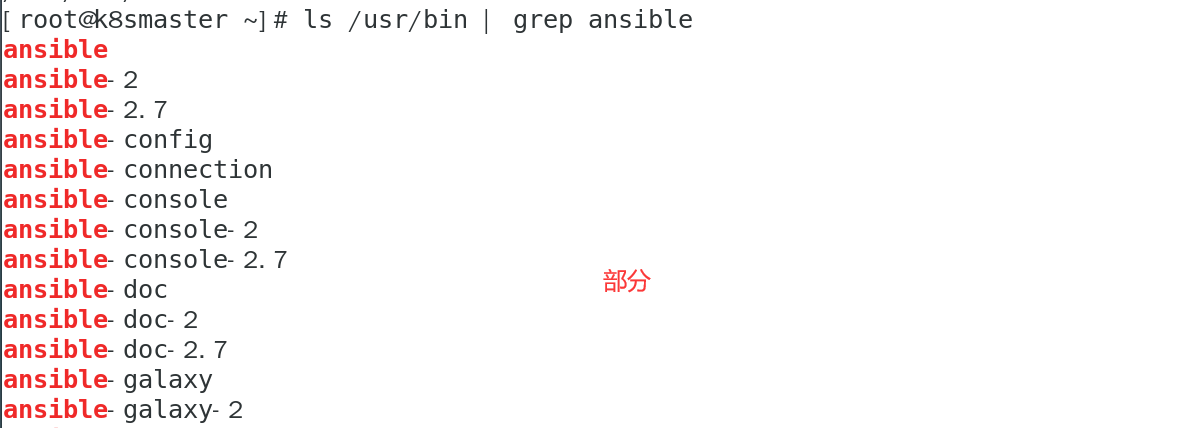 [root@k8smaster ~]# ls /usr/bin | grep ansible
ansible
ansible-2
ansible-2.7
ansible-config
ansible-connection
ansible-console
ansible-console-2
ansible-console-2.7
部分
ansible-doc
ansible-doc-2
ansible-doc-2.7
ansible-galaxy
ansible-galaxy-2